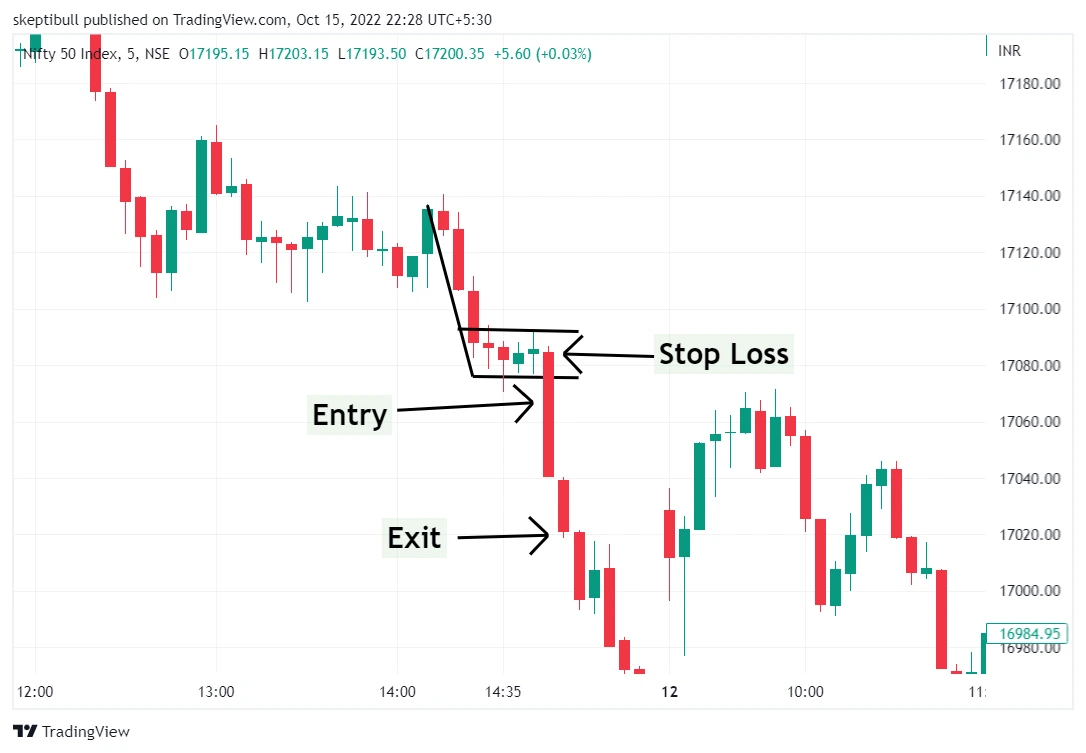 skeptibull published on TradingView.com, Oct 15, 2022 22:28 UTC+5:30
Nifty 50 Index, 5, NSE O17195.15 H17203.15 L17193.50 C17200.35 +5.60 (+0.03%)
INR
17180.00
17160.00
17140.00
17120.00
17100.00
17080.00
17060.00
17040.00
17020.00
17000.00
16984.95
16980.00
Stop Loss
Entry
Exit
12:00 13:00 14:00 14:35 12 10:00 11:
TradingView